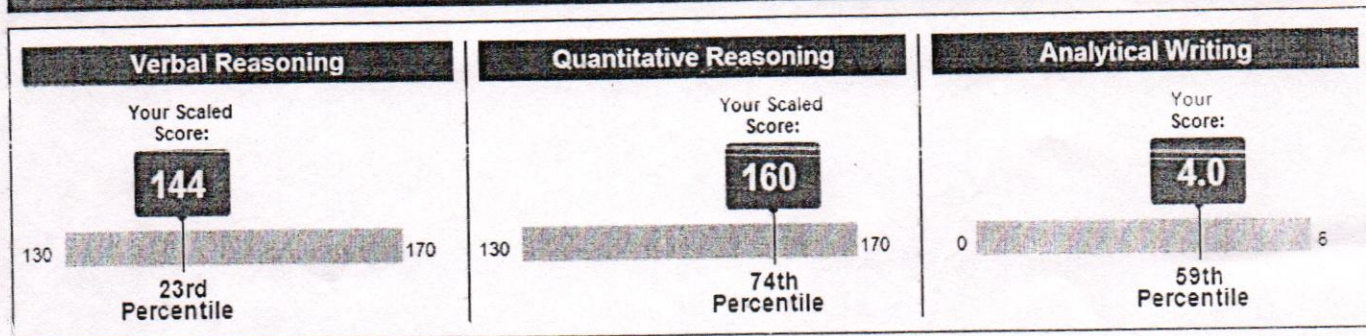 Verbal Reasoning
Your Scaled
Score:
144
130
170
23rd
Percentile
Quantitative Reasoning
Your Scaled
Score:
160
130
170
74th
Percentile
Analytical Writing
Your
Score:
4.0
0
6
59th
Percentile